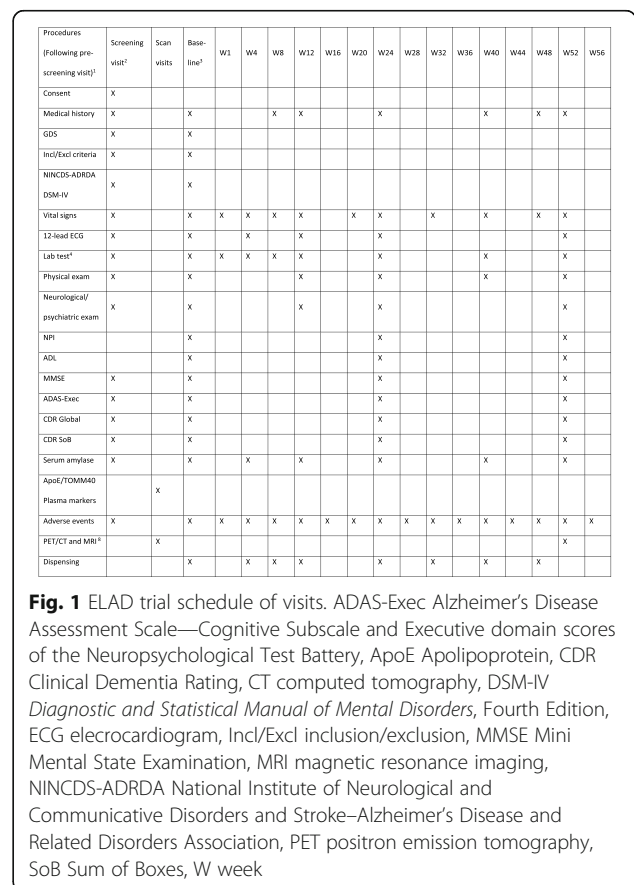 Procedures
(Following pre-
screening visit)1 Screening visit2 Scan visits Base-line3 W1 W4 W8 W12 W16 W20 W24 W28 W32 W36 W40 W44 W48 W52 W56
Consent X
Medical history X X X X X X X X
GDS X X
Incl/Excl criteria X X
NINCDS-ADRDA
DSM-IV X X
Vital signs X X X X X X X X X X X X
12-lead ECG X X X X X X
Lab test4 X X X X X X X X X
Physical exam X X X X X X
Neurological/
psychiatric exam X X X X X
NPI X X X
ADL X X X
MMSE X X X X
ADAS-Exec X X X X
CDR Global X X X X
CDR SoB X X X X
Serum amylase X X X X X X X
ApoE/TOMM40
Plasma markers X
Adverse events X X X X X X X X X X X X X X X X X
PET/CT and MRI 8 X X
Dispensing X X X X X X X X
Fig. 1 ELAD trial schedule of visits. ADAS-Exec Alzheimer's Disease
Assessment Scale—Cognitive Subscale and Executive domain scores
of the Neuropsychological Test Battery, ApoE Apolipoprotein, CDR
Clinical Dementia Rating, CT computed tomography, DSM-IV
Diagnostic and Statistical Manual of Mental Disorders, Fourth Edition,
ECG elecrocardiogram, Incl/Excl inclusion/exclusion, MMSE Mini
Mental State Examination, MRI magnetic resonance imaging,
NINCDS-ADRDA National Institute of Neurological and
Communicative Disorders and Stroke–Alzheimer's Disease and
Related Disorders Association, PET positron emission tomography,
SoB Sum of Boxes, W week